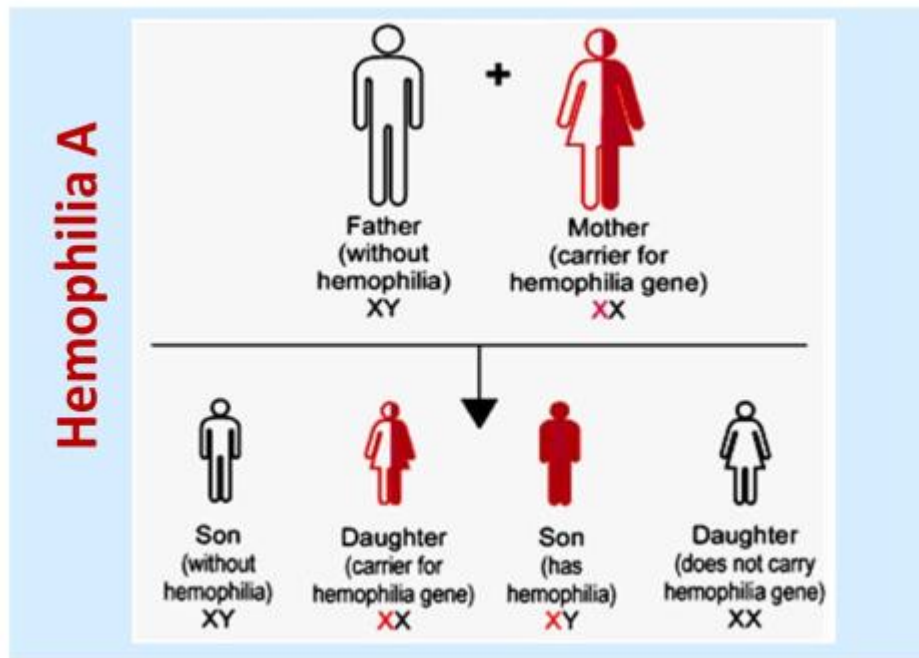 Hemophilia A
+
Father
(without
hemophilia)
XY
Mother
(carrier for
hemophilia gene)
XX
Son
(without
hemophilia)
XY
Daughter
(carrier for
hemophilia gene)
XX
Son
(has
hemophilia)
XY
Daughter
(does not carry
hemophilia gene)
XX